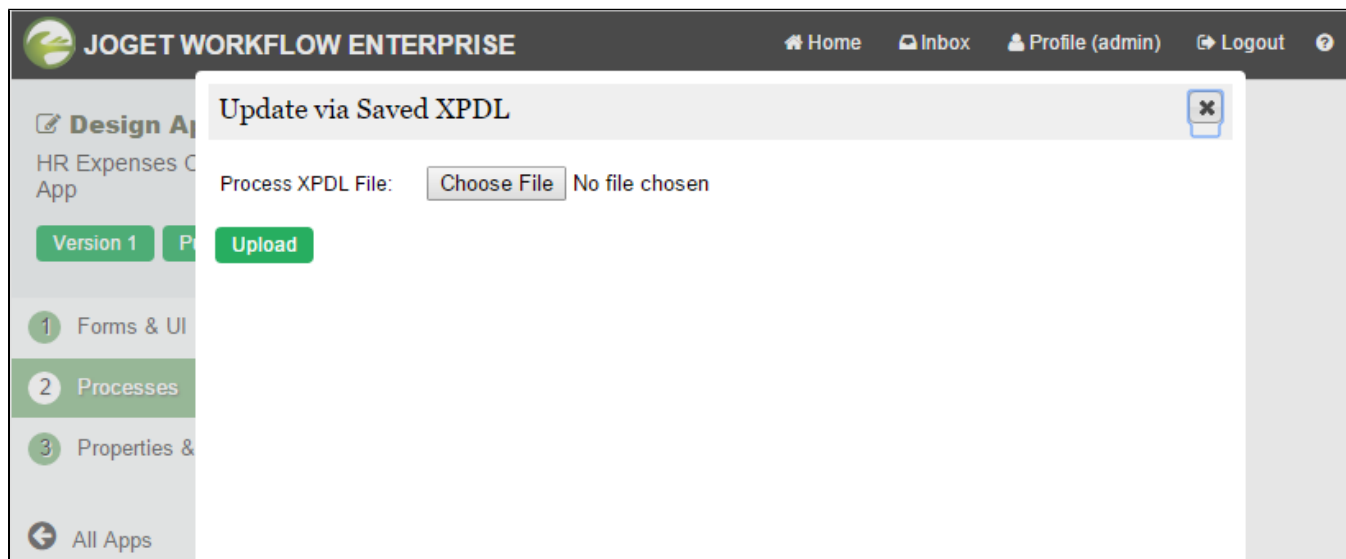 JOGET WORKFLOW ENTERPRISE Home Inbox Profile (admin) Logout
Update via Saved XPDL
Design
HR Expenses
App
Process XPDL File: Choose File No file chosen
Version 1
Upload
1 Forms & UI
2 Processes
3 Properties &
All Apps